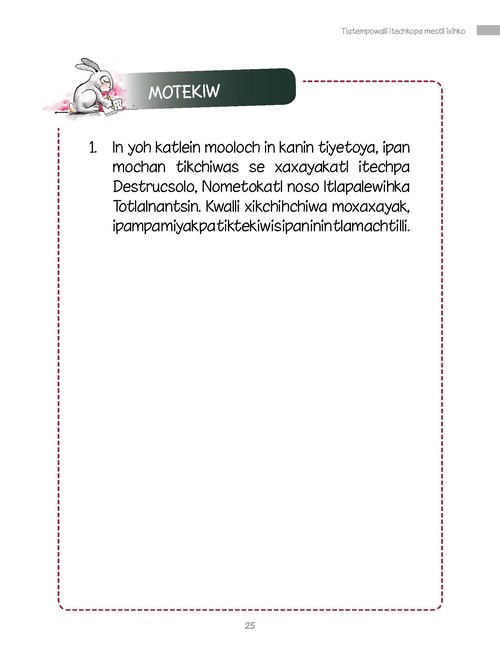 Tlatempowalli itechkopa mestli ixihko
MOTEKIW
1. In yoh katlein mooloch in kanin tiyetoya, ipan
mochan tikchiwas se xaxayakatl itechpa
Destrucsolo, Nometokatl noso Itlapalewihka
Totlalnantsin. Kwalli xikchihchiwa moxaxayak,
ipampamiyakpatiktekiwisipaninintlamachtilli.
25